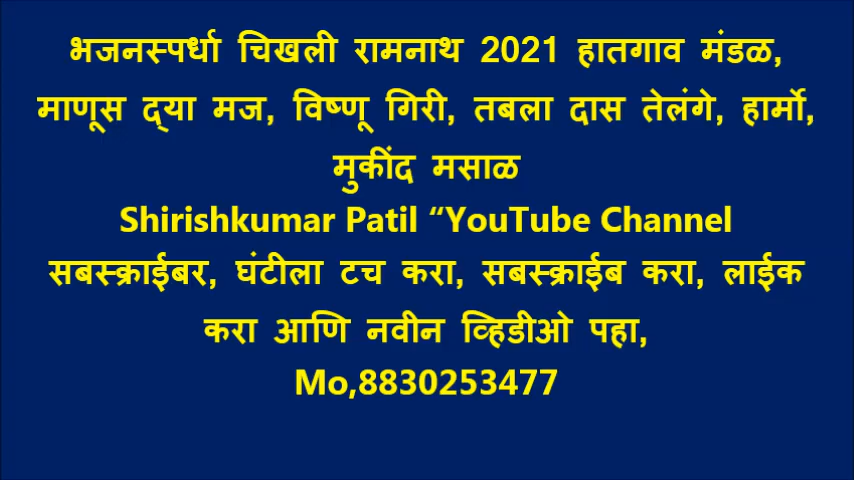 भजनस्पर्धा चिखली रामनाथ 2021 हातगाव मंडळ,
माणूस द्‌या मज, विष्णू गिरी, तबला दास तेलंगे, हार्मो,
मुकींद मसाळ
Shirishkumar Patil “YouTube Channel
सबस्क्राईबर, घंटीला टच करा, सबस्क्राईब करा, लाईक
करा आणि नवीन व्हिडीओ पहा,
Mo,8830253477